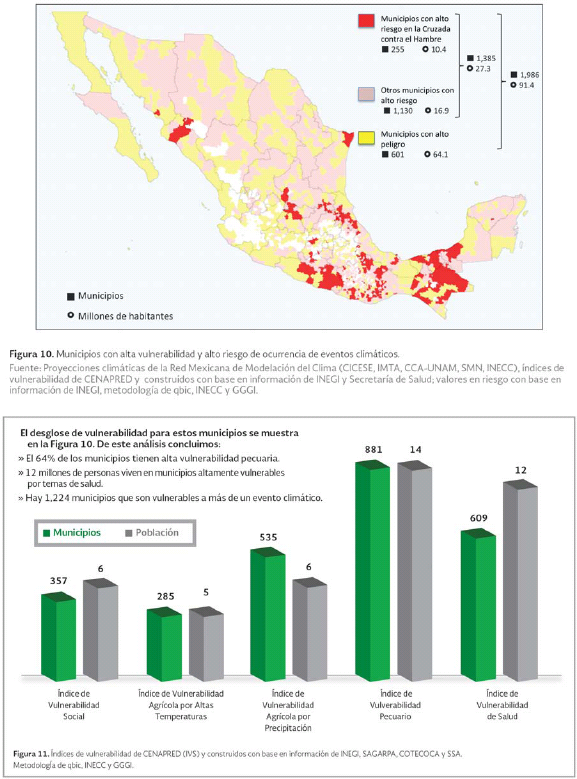 Municipios con alto
riesgo en la Cruzada
contra el Hambre
255 10.4
1,385
27.3
1,986
91.4
Otros municipios con
alto riesgo
1,130 16.9
Municipios con alto
peligro
601 64.1
Municipios
Millones de habitantes
Figura 10. Municipios con alta vulnerabilidad y alto riesgo de ocurrencia de eventos climáticos.
Fuente: Proyecciones climáticas de la Red Mexicana de Modelación del Clima (CICESE, IMTA, CCA-UNAM, SMN, INECC), índices de
vulnerabilidad de CENAPRED y construidos con base en información de INEGI y Secretaría de Salud; valores en riesgo con base en
información de INEGI, metodología de qbic, INECC y GGGI.
El desglose de vulnerabilidad para estos municipios se muestra
en la Figura 10. De este análisis concluimos:
» El 64% de los municipios tienen alta vulnerabilidad pecuaria.
» 12 millones de personas viven en municipios altamente vulnerables
por temas de salud.
» Hay 1,224 municipios que son vulnerables a más de un evento climático.
Municipios Población
357 6
285 5
535 6
881 14
609 12
Índice de
Vulnerabilidad
Social
Índice de Vulnerabilidad
Agrícola por Altas
Temperaturas
Índice de
Vulnerabilidad
Agrícola por
Precipitación
Índice de
Vulverabilidad
Pecuario
Índice de
Vulnerabilidad
de Salud
Figura 11. Índices de vulnerabilidad de CENAPRED (IVS) y construidos con base en información de INEGI, SAGARPA, COTECOCA y SSA.
Metodología de qbic, INECC y GGGI.